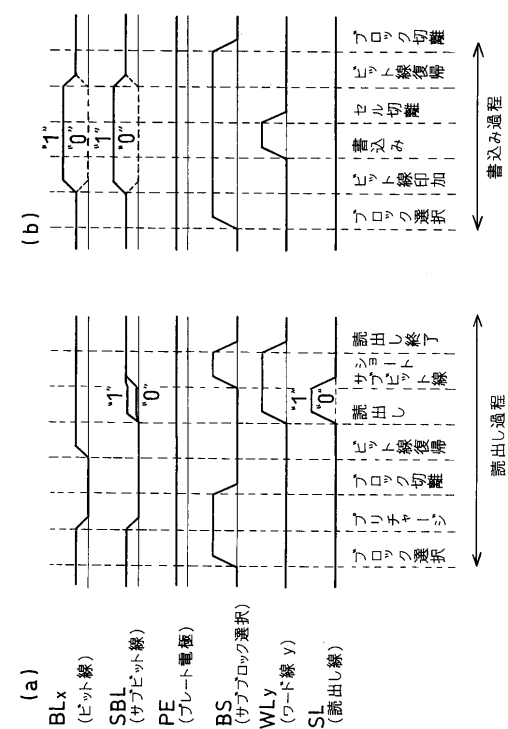 (a)
BLx
(ビット線)
SBL
(サブビット線)
PE
(プレート電極)
BS
(サブブロック選択)
WLy
(ワード線 y)
SL
(読出し線)
"1"
"0"
"1"
"0"
ブロック選択
プリチャージ
ブロック切離
ビット線復帰
読出し
サブビット線
ショート
読出し終了
読出し過程
(b)
"1"
"0"
"1"
"0"
ブロック選択
ビット線印加
書込み
セル切離
ビット線復帰
ブロック切離
書込み過程